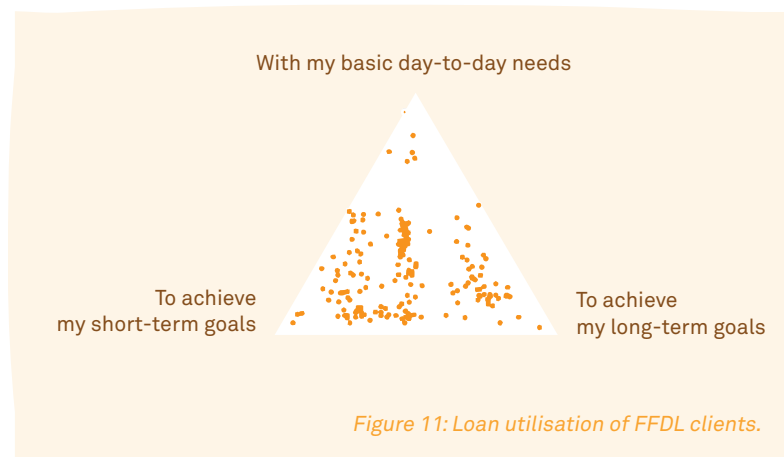 With my basic day-to-day needs
To achieve
my short-term goals
To achieve
my long-term goals
Figure 11: Loan utilisation of FFDL clients.